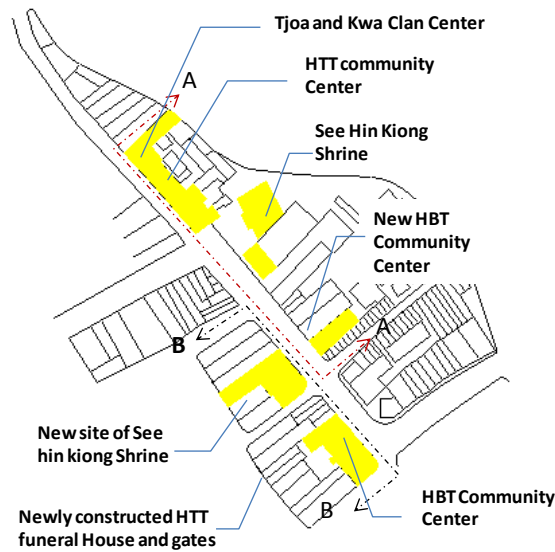 Tjoa and Kwa Clan Center
A
HTT community
Center
See Hin Kiong
Shrine
New HBT
Community
Center
A
B
New site of See
hin kiong Shrine
Newly constructed HTT
funeral House and gates
B
HBT Community
Center